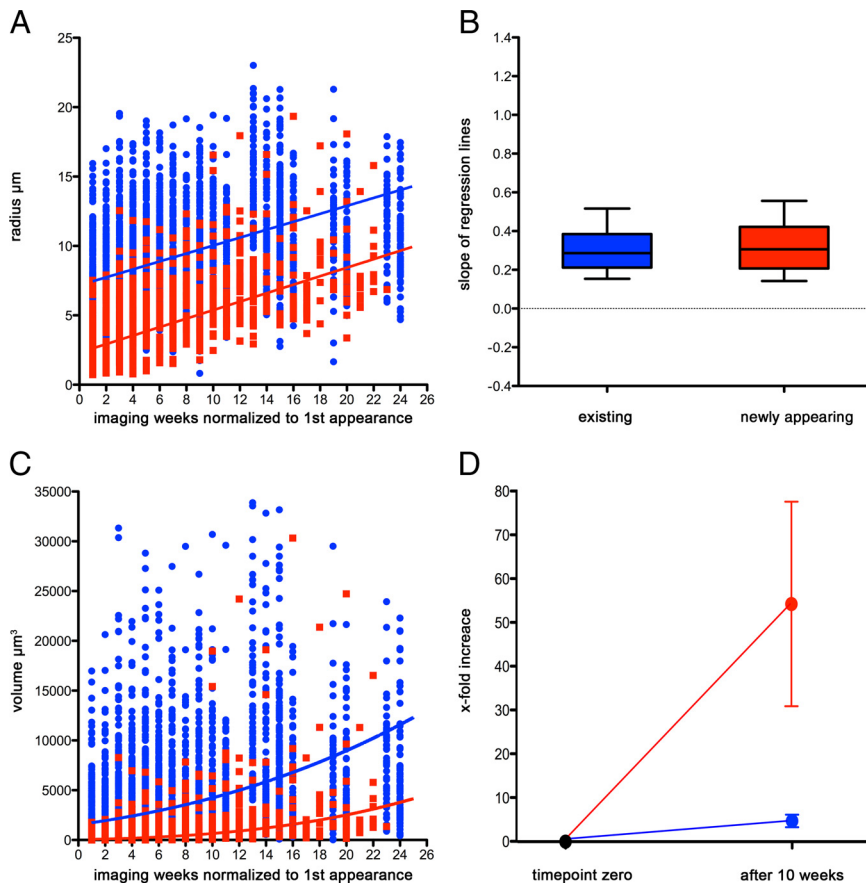 A
25
20
15
10
5
0
radius µm
0 2 4 6 8 10 12 14 16 18 20 22 24 26
imaging weeks normalized to 1st appearance
B
1.4
1.2
1.0
0.8
0.6
0.4
0.2
0.0
-0.2
-0.4
slope of regression lines
existing newly appearing
C
35000
30000
25000
20000
15000
10000
5000
0
volume µm³
0 2 4 6 8 10 12 14 16 18 20 22 24 26
imaging weeks normalized to 1st appearance
D
80
70
60
50
40
30
20
10
0
x-fold increace
timepoint zero after 10 weeks